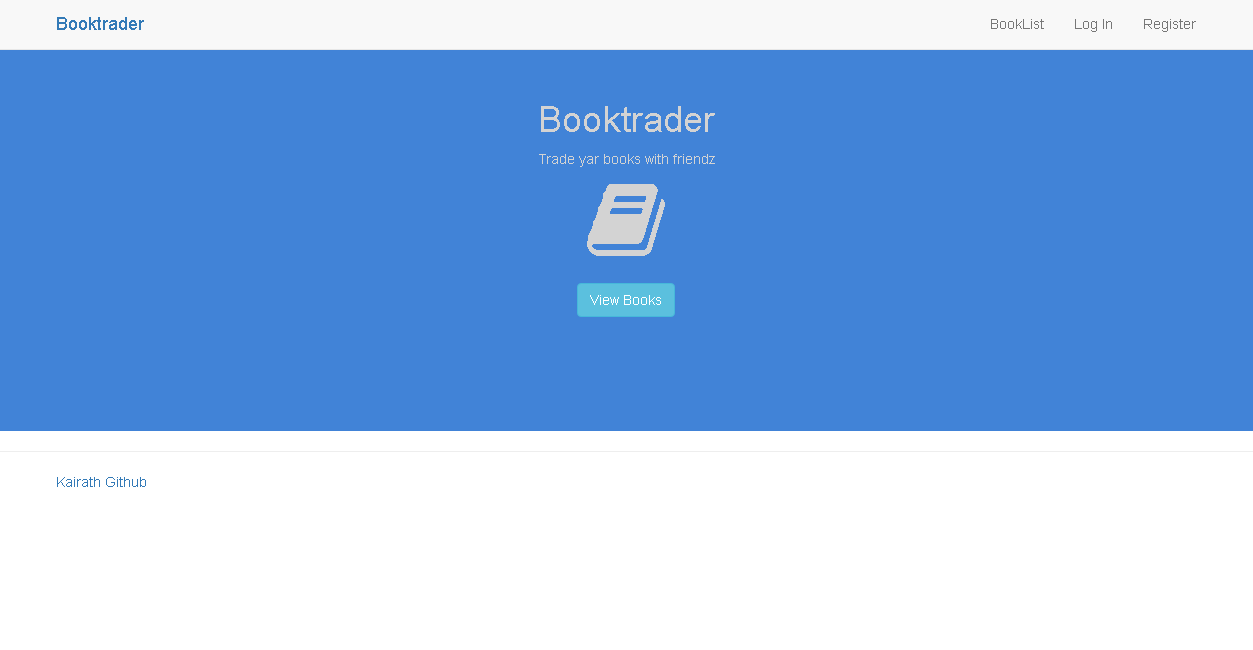 Booktrader
BookList
Log In
Register
Booktrader
Trade yar books with friendz
View Books
Kairath Github